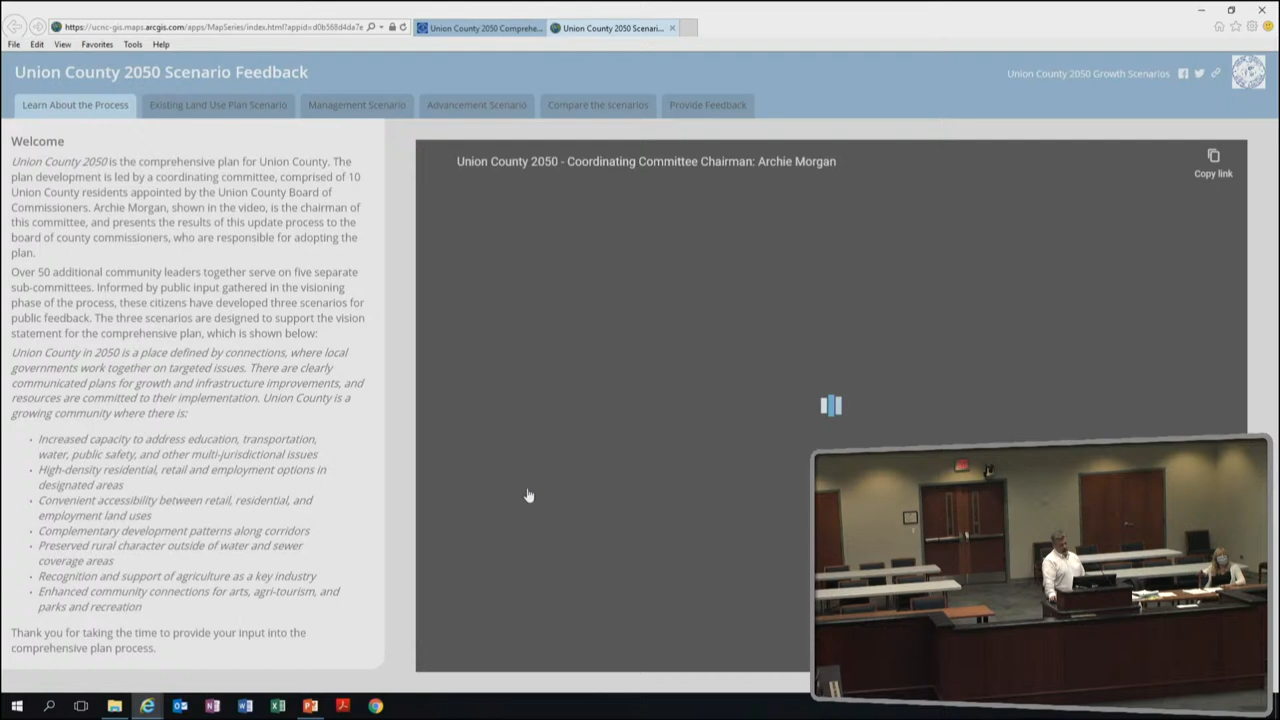 https://ucnc-gis.maps.arcgis.com/apps/MapSeries/index.html?appid=d0b568d4da7e
Union County 2050 Comprehe...
Union County 2050 Scenari...
File Edit View Favorites Tools Help
Union County 2050 Scenario Feedback
Union County 2050 Growth Scenarios
Learn About the Process
Existing Land Use Plan Scenario
Management Scenario
Advancement Scenario
Compare the scenarios
Provide Feedback
Welcome
Union County 2050 is the comprehensive plan for Union County. The
plan development is led by a coordinating committee, comprised of 10
Union County residents appointed by the Union County Board of
Commissioners. Archie Morgan, shown in the video, is the chairman of
this committee, and presents the results of this update process to the
board of county commissioners, who are responsible for adopting the
plan.
Over 50 additional community leaders together serve on five separate
sub-committees. Informed by public input gathered in the visioning
phase of the process, these citizens have developed three scenarios for
public feedback. The three scenarios are designed to support the vision
statement for the comprehensive plan, which is shown below:
Union County in 2050 is a place defined by connections, where local
governments work together on targeted issues. There are clearly
communicated plans for growth and infrastructure improvements, and
resources are committed to their implementation. Union County is a
growing community where there is:
• Increased capacity to address education, transportation,
water, public safety, and other multi-jurisdictional issues
• High-density residential, retail and employment options in
designated areas
• Convenient accessibility between retail, residential, and
employment land uses
• Complementary development patterns along corridors
• Preserved rural character outside of water and sewer
coverage areas
• Recognition and support of agriculture as a key industry
• Enhanced community connections for arts, agri-tourism, and
parks and recreation
Thank you for taking the time to provide your input into the
comprehensive plan process.
Union County 2050 - Coordinating Committee Chairman: Archie Morgan
Copy link